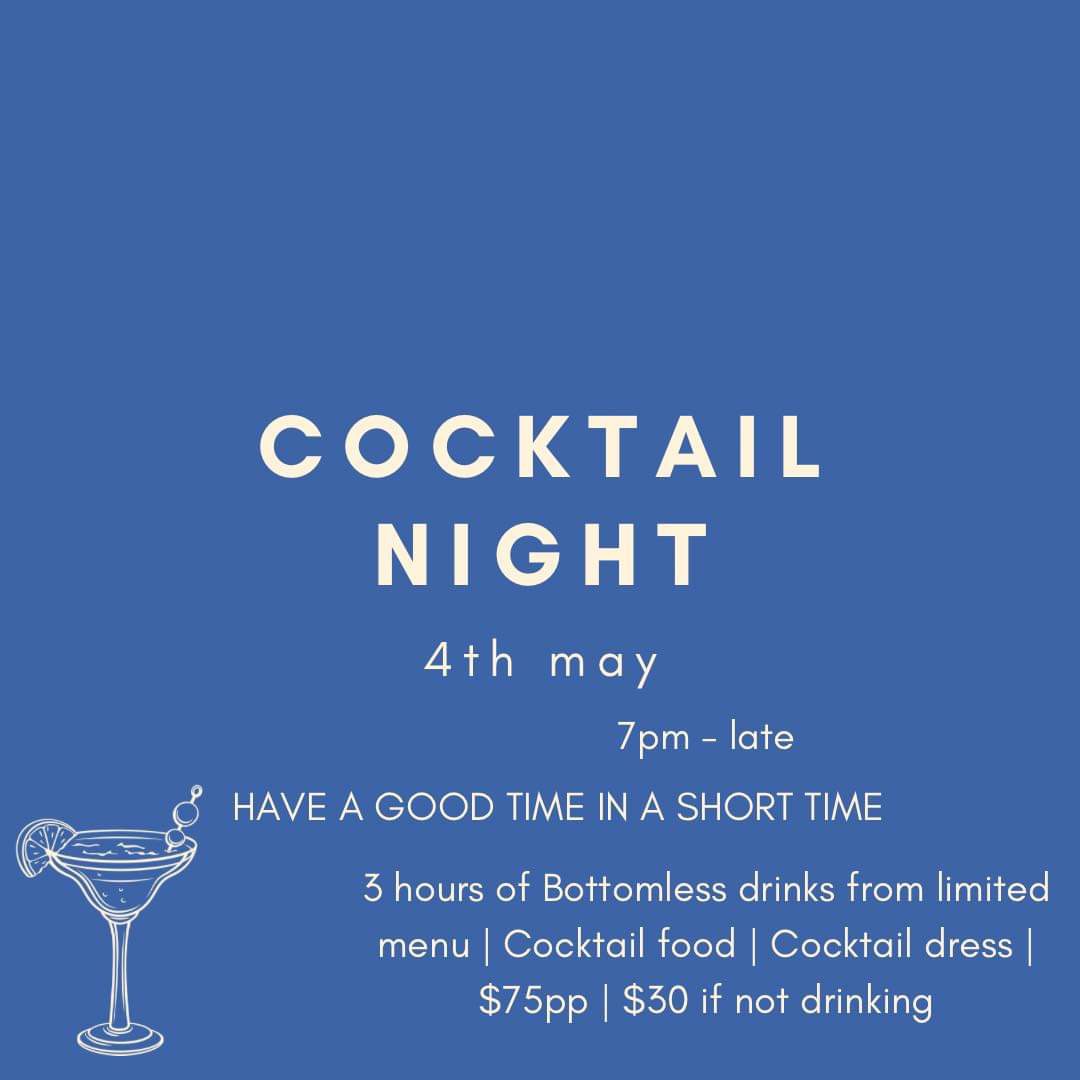 COCKTAIL
NIGHT
4th may
7pm - late
HAVE A GOOD TIME IN A SHORT TIME
3 hours of Bottomless drinks from limited
menu | Cocktail food | Cocktail dress |
$75pp | $30 if not drinking